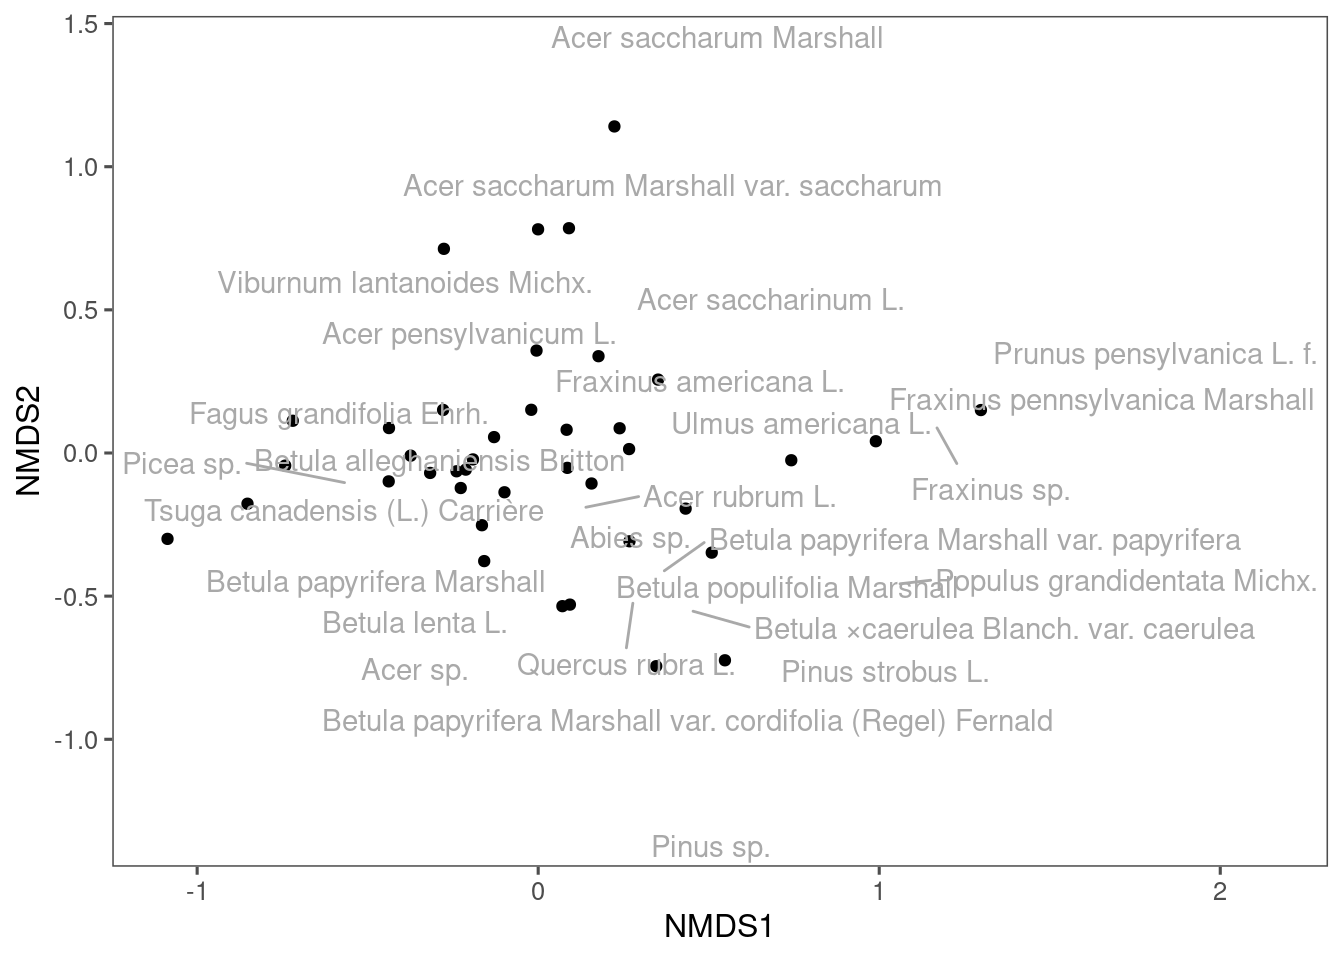 1.5
Acer saccharum Marshall
1.0
Acer saccharum Marshall var. saccharum
Viburnum lantanoides Michx.
0.5
Acer saccharinum L.
Acer pensylvanicum L.
Prunus pensylvanica L. f.
Fraxinus americana L.
Fraxinus pennsylvanica Marshall
Fagus grandifolia Ehrh.
Ulmus americana L.
NMDS2
0.0
Picea sp.
Betula alleghaniensis Britton
Fraxinus sp.
Acer rubrum L.
Tsuga canadensis (L.) Carrière
Abies sp.
Betula papyrifera Marshall var. papyrifera
Betula papyrifera Marshall
Betula populifolia Marshall
Populus grandidentata Michx.
-0.5
Betula lenta L.
Betula ×caerulea Blanch. var. caerulea
Acer sp.
Quercus rubra L.
Pinus strobus L.
Betula papyrifera Marshall var. cordifolia (Regel) Fernald
-1.0
Pinus sp.
-1
0
1
2
NMDS1